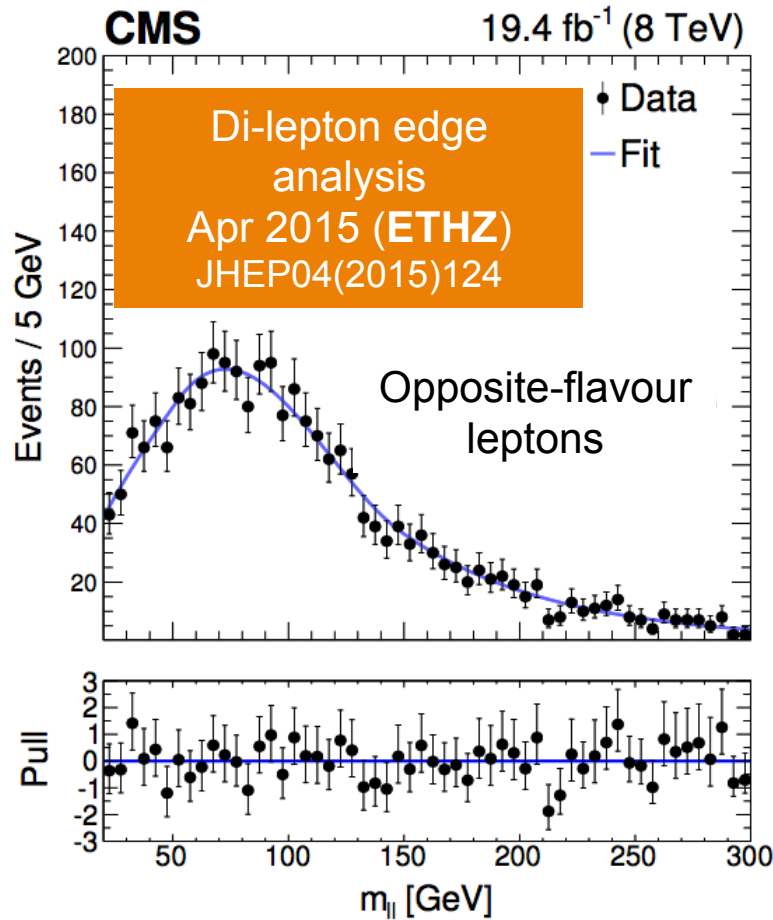 CMS 19.4 fb⁻¹ (8 TeV)
200
180
160
140
120
100
80
60
40
20
Events / 5 GeV
Di-lepton edge
analysis
Apr 2015 (ETHZ)
JHEP04(2015)124
Data
Fit
Opposite-flavour
leptons
3
2
1
0
-1
-2
-3
Pull
50 100 150 200 250 300
m_ll [GeV]